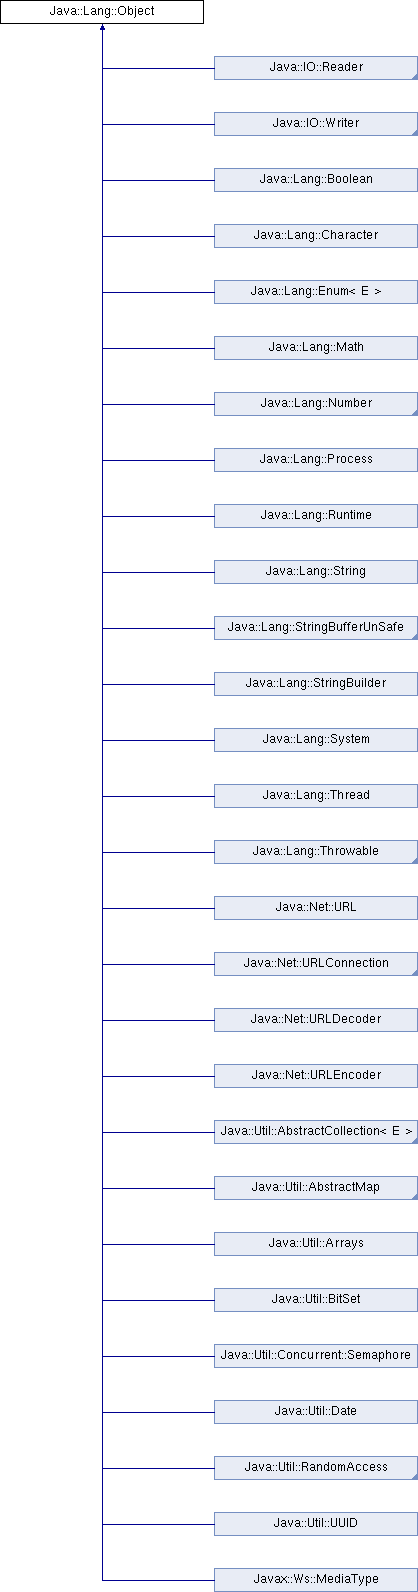 Java::Lang::Object
Java::IO::Reader
Java::IO::Writer
Java::Lang::Boolean
Java::Lang::Character
Java::Lang::Enum< E >
Java::Lang::Math
Java::Lang::Number
Java::Lang::Process
Java::Lang::Runtime
Java::Lang::String
Java::Lang::StringBufferUnSafe
Java::Lang::StringBuilder
Java::Lang::System
Java::Lang::Thread
Java::Lang::Throwable
Java::Net::URL
Java::Net::URLConnection
Java::Net::URLDecoder
Java::Net::URLEncoder
Java::Util::AbstractCollection< E >
Java::Util::AbstractMap
Java::Util::Arrays
Java::Util::BitSet
Java::Util::Concurrent::Semaphore
Java::Util::Date
Java::Util::RandomAccess
Java::Util::UUID
Javax::Ws::MediaType